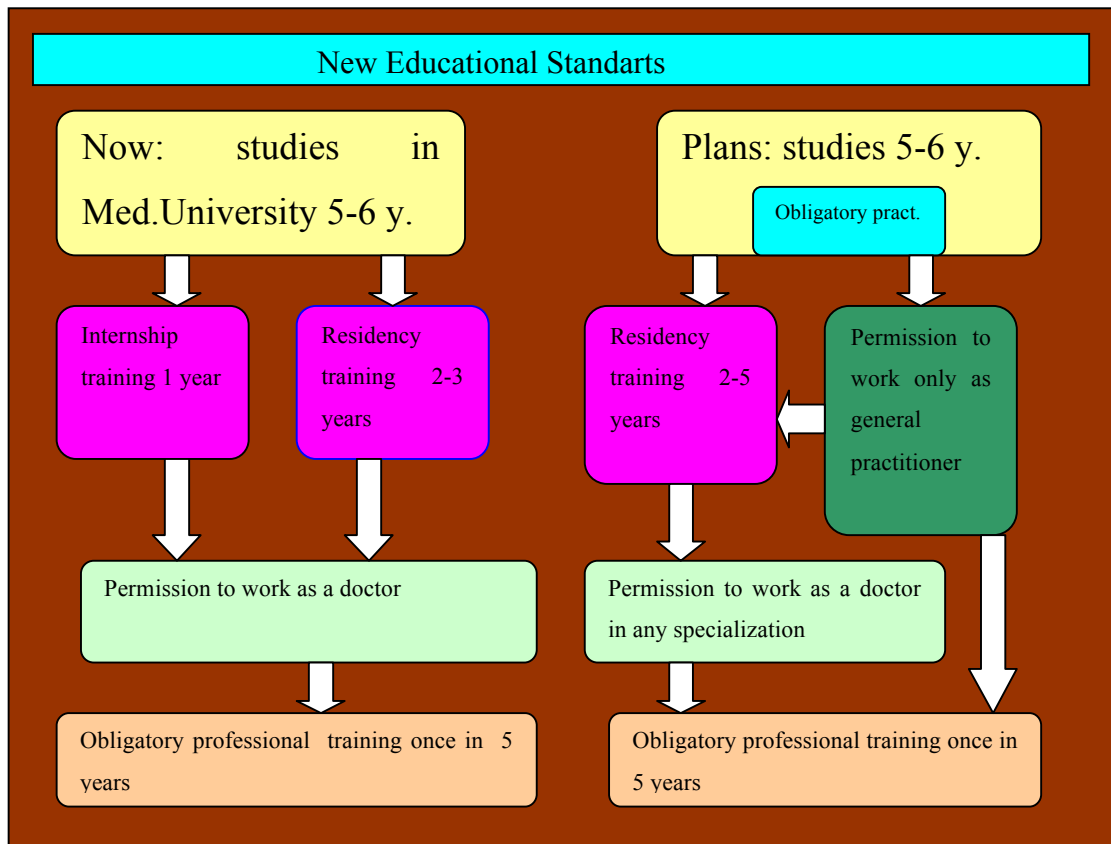 New Educational Standarts
Now: studies in
Med.University 5-6 y.
Plans: studies 5-6 y.
Obligatory pract.
Internship
training 1 year
Residency
training 2-3
years
Residency
training 2-5
years
Permission to
work only as
general
practitioner
Permission to work as a doctor
Permission to work as a doctor
in any specialization
Obligatory professional training once in 5
years
Obligatory professional training once in
5 years